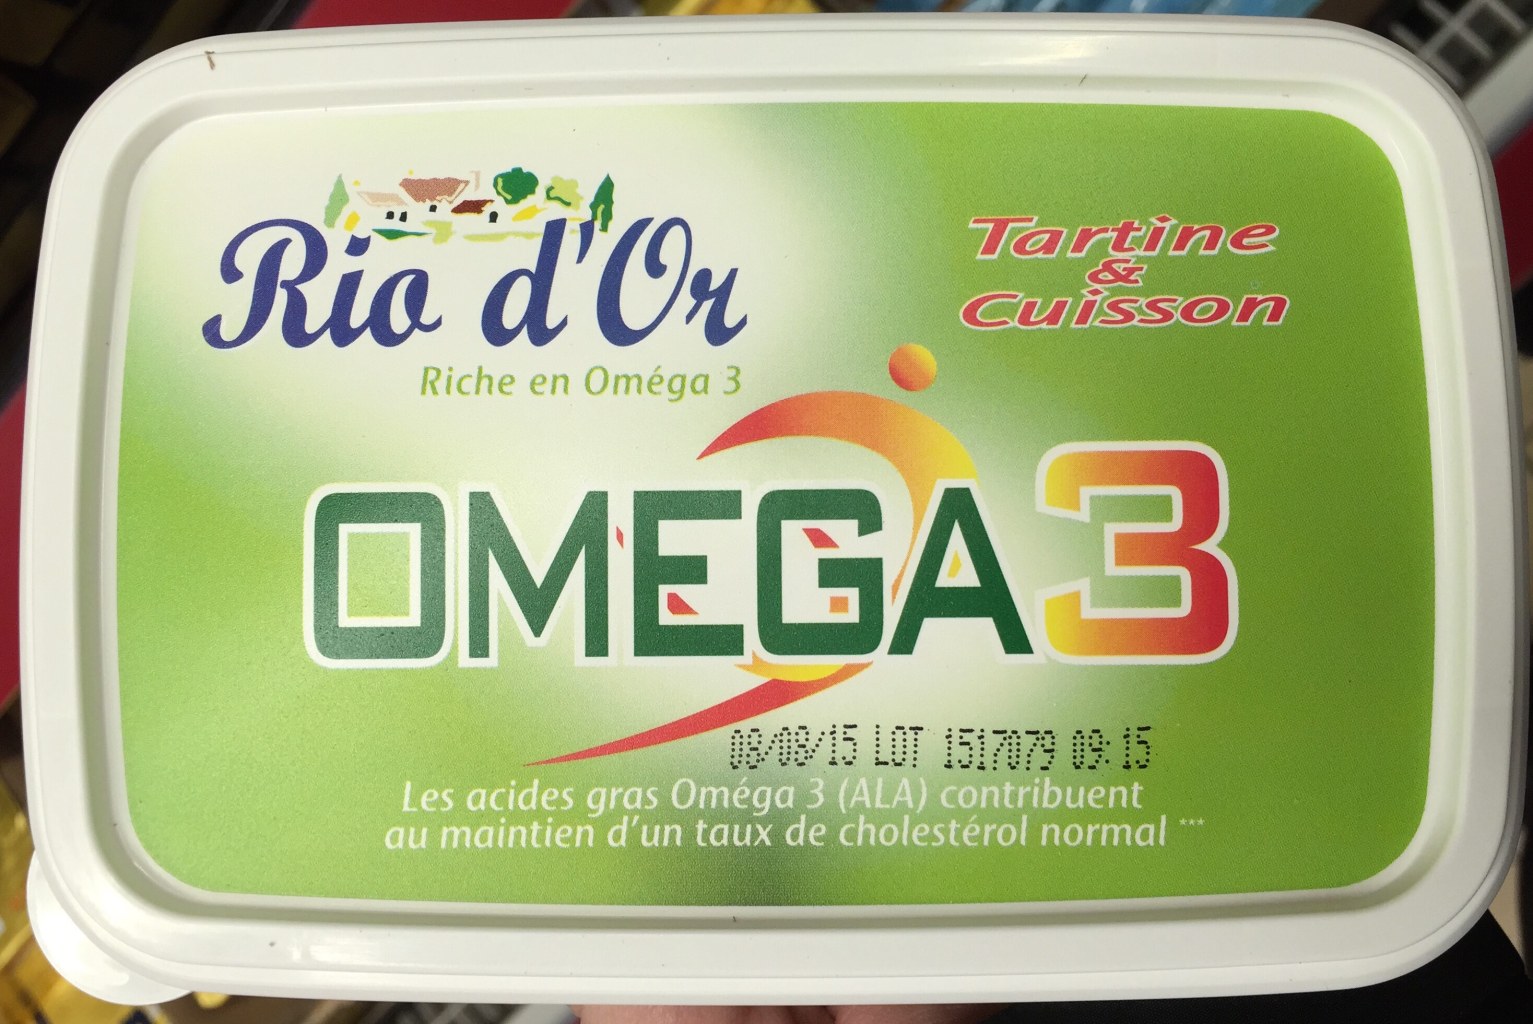 Rio d'Or
Riche en Oméga 3
Tartine
&
Cuisson
OMEGA 3
08/08/15 LOT 1517079 09:15
Les acides gras Oméga 3 (ALA) contribuent
au maintien d'un taux de cholestérol normal ***